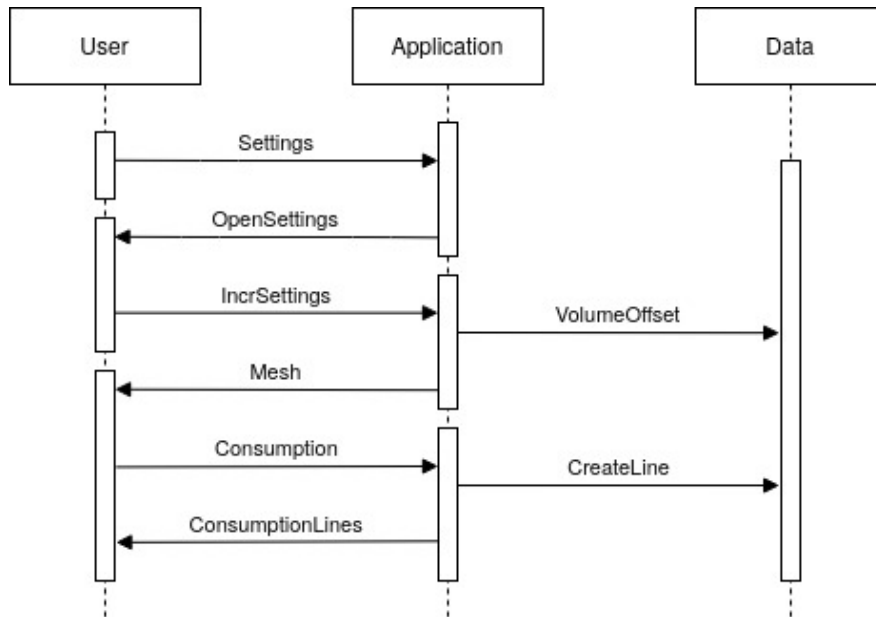 User
Application
Data
Settings
OpenSettings
IncrSettings
VolumeOffset
Mesh
Consumption
CreateLine
ConsumptionLines